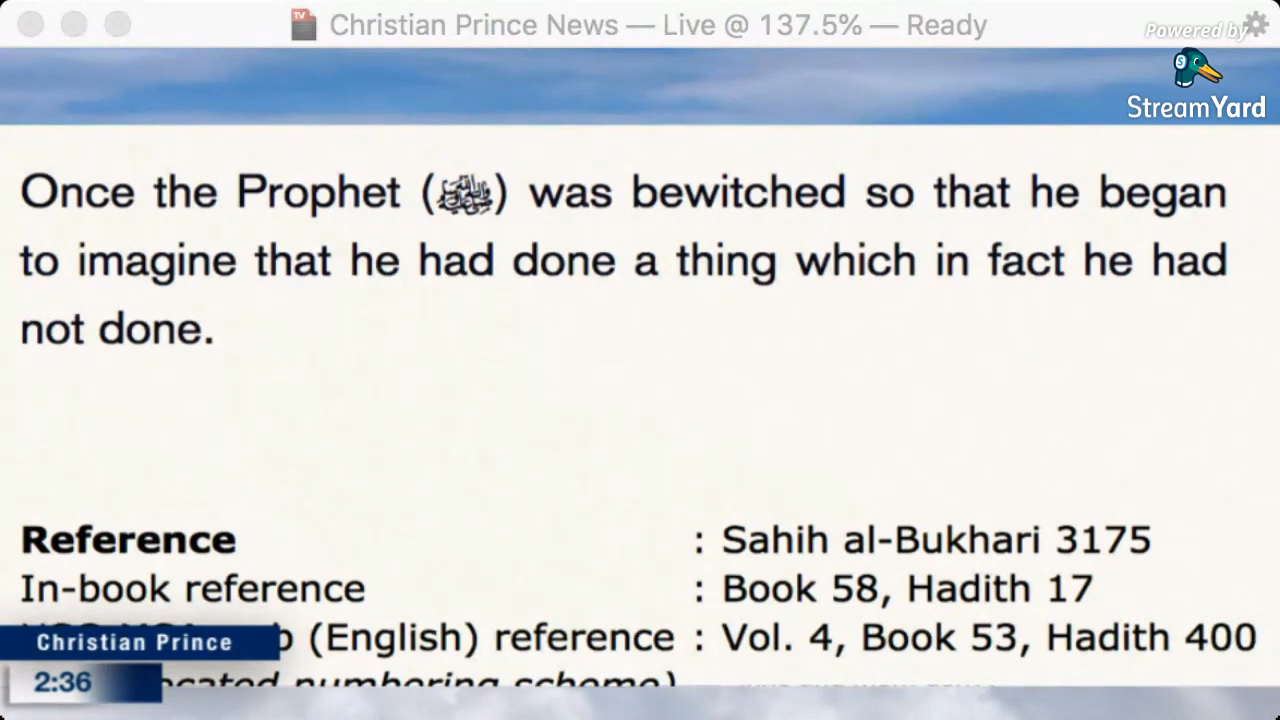 Christian Prince News — Live @ 137.5% — Ready
Powered by
StreamYard
Once the Prophet (ﷺ) was bewitched so that he began
to imagine that he had done a thing which in fact he had
not done.
Reference : Sahih al-Bukhari 3175
In-book reference : Book 58, Hadith 17
b (English) reference : Vol. 4, Book 53, Hadith 400
Christian Prince
2:36
numbering scheme)